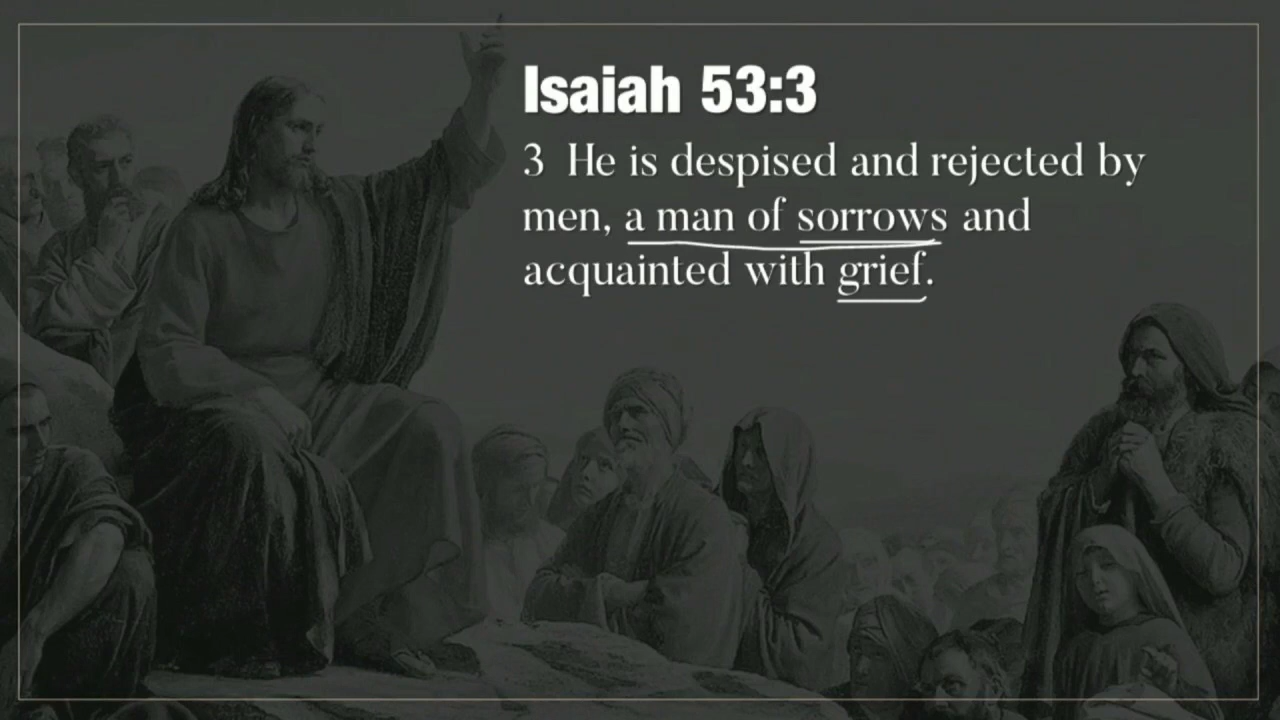 Isaiah 53:3
3 He is despised and rejected by
men, a man of sorrows and
acquainted with grief.